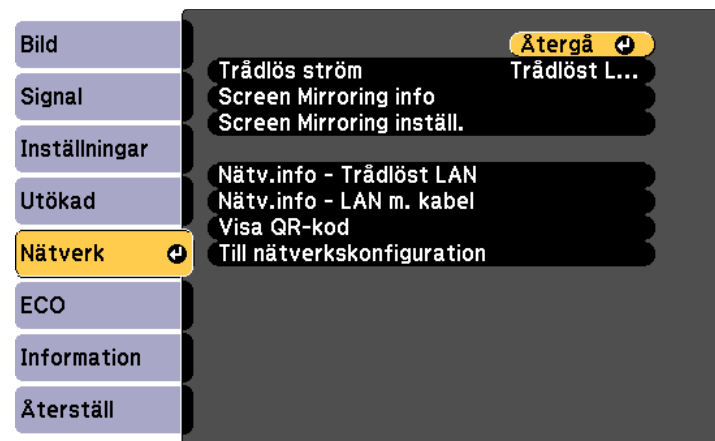 Bild
Signal
Inställningar
Utökad
Nätverk
ECO
Information
Återställ
Återgå
Trådlös ström Trådlöst L...
Screen Mirroring info
Screen Mirroring inställ.
Nätv.info - Trådlöst LAN
Nätv.info - LAN m. kabel
Visa QR-kod
Till nätverkskonfiguration